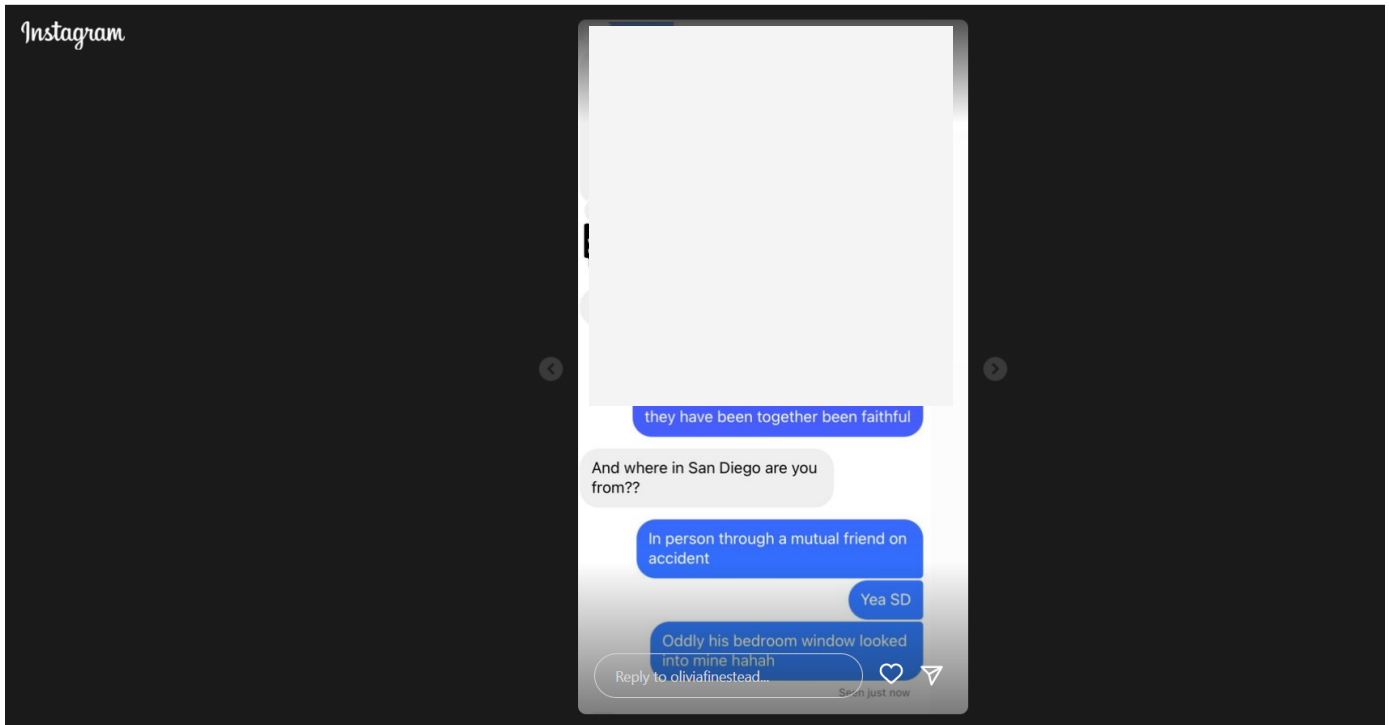 Instagram
they have been together been faithful
And where in San Diego are you
from??
In person through a mutual friend on
accident
Yea SD
Oddly his bedroom window looked
into mine hahah
Reply to oliviafinestead...
Seen just now